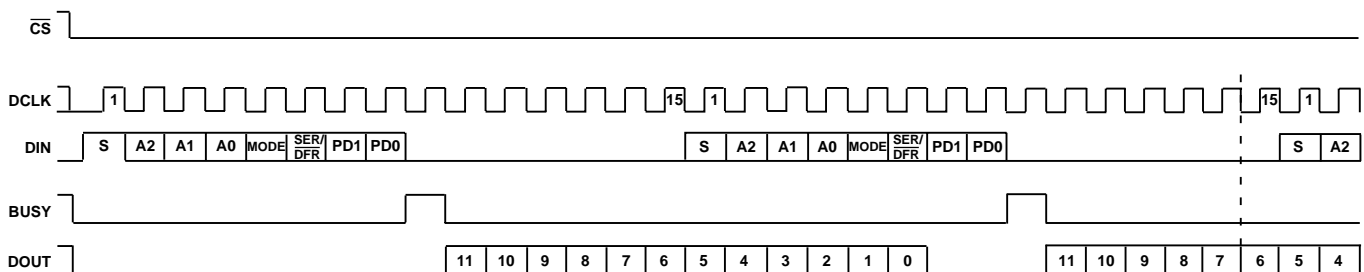 CS
DCLK 1 15 1 15 1
DIN S A2 A1 A0 MODE SER/DFR PD1 PD0 S A2 A1 A0 MODE SER/DFR PD1 PD0 S A2
BUSY
DOUT 11 10 9 8 7 6 5 4 3 2 1 0 11 10 9 8 7 6 5 4